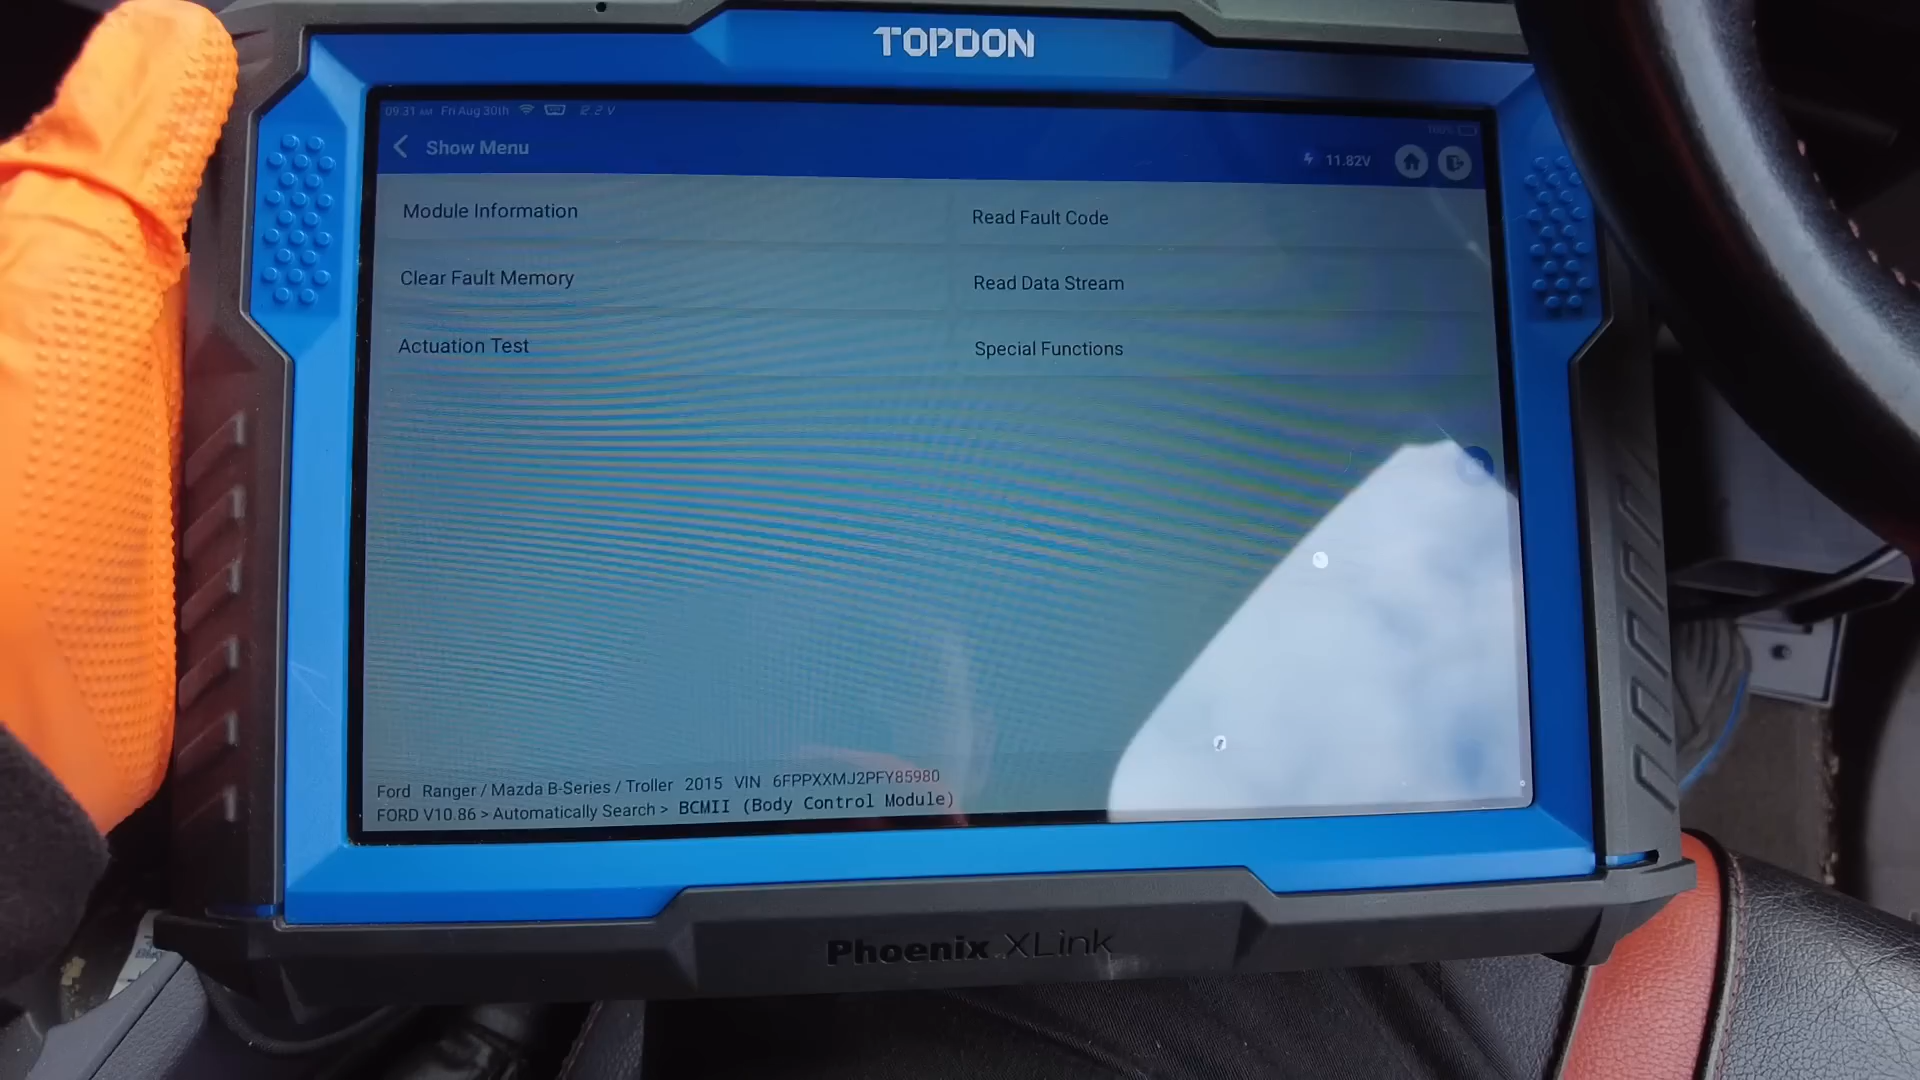 TOPDON
09:31 AM Fri Aug 30th
100%
Show Menu
11.82V
Module Information
Read Fault Code
Clear Fault Memory
Read Data Stream
Actuation Test
Special Functions
Ford Ranger / Mazda B-Series / Troller 2015 VIN 6FPPXXMJ2PFY85980
FORD V10.86 > Automatically Search > BCMII (Body Control Module)
Phoenix XLink